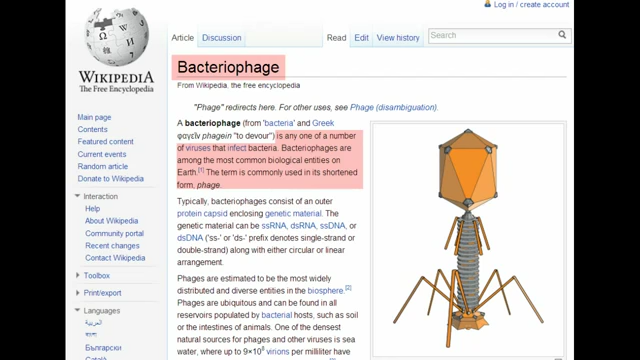 Log in / create account
WIKIPEDIA
The Free Encyclopedia
Article Discussion Read Edit View history Search
Bacteriophage
From Wikipedia, the free encyclopedia
"Phage" redirects here. For other uses, see Phage (disambiguation).
A bacteriophage (from 'bacteria' and Greek
φαγεῖν phagein "to devour") is any one of a number
of viruses that infect bacteria. Bacteriophages are
among the most common biological entities on
Earth.[1] The term is commonly used in its shortened
form, phage.
Typically, bacteriophages consist of an outer
protein capsid enclosing genetic material. The
genetic material can be ssRNA, dsRNA, ssDNA, or
dsDNA ('ss-' or 'ds-' prefix denotes single-strand or
double-strand) along with either circular or linear
arrangement.
Phages are estimated to be the most widely
distributed and diverse entities in the biosphere.[2]
Phages are ubiquitous and can be found in all
reservoirs populated by bacterial hosts, such as soil
or the intestines of animals. One of the densest
natural sources for phages and other viruses is sea
water, where up to 9×10⁸ virions per milliliter have
Main page
Contents
Featured content
Current events
Random article
Donate to Wikipedia
Interaction
Help
About Wikipedia
Community portal
Recent changes
Contact Wikipedia
Toolbox
Print/export
Languages
العربية
বাংলা
Български
Català